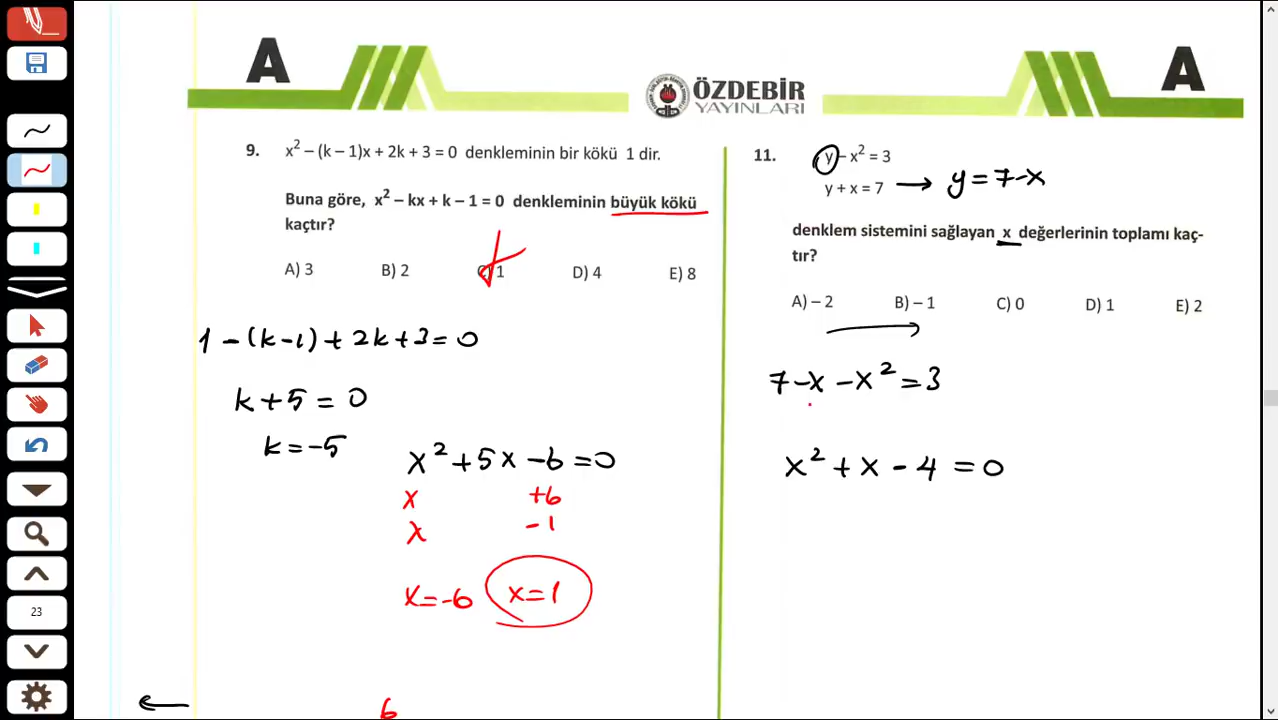 A
ÖZDEBİR
YAYINLARI
A
9. x² – (k – 1)x + 2k + 3 = 0 denkleminin bir kökü 1 dir.
Buna göre, x² – kx + k – 1 = 0 denkleminin büyük kökü
kaçtır?
A) 3 B) 2 C) 1 D) 4 E) 8
1 – (k–1) + 2k + 3 = 0
k + 5 = 0
k = –5
x² + 5x – 6 = 0
x +6
x –1
x = –6 x = 1
6
11. y – x² = 3
y + x = 7 → y = 7 – x
denklem sistemini sağlayan x değerlerinin toplamı kaç-
tır?
A) – 2 B) – 1 C) 0 D) 1 E) 2
7 – x – x² = 3
x² + x – 4 = 0
23